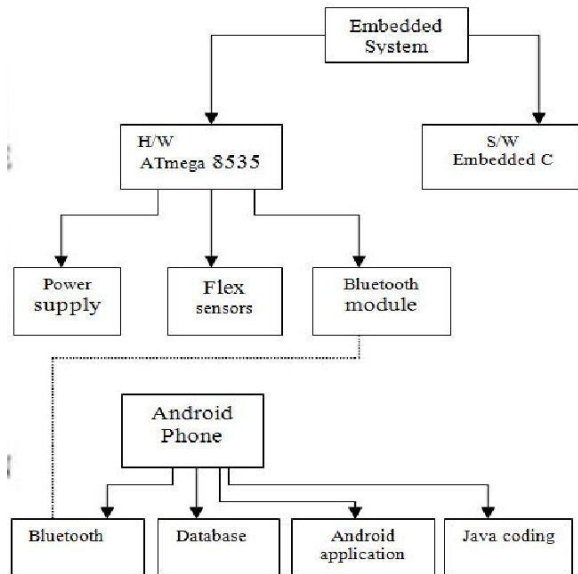 Embedded
System
H/W
ATmega 8535
S/W
Embedded C
Power
supply
Flex
sensors
Bluetooth
module
Android
Phone
Bluetooth
Database
Android
application
Java coding